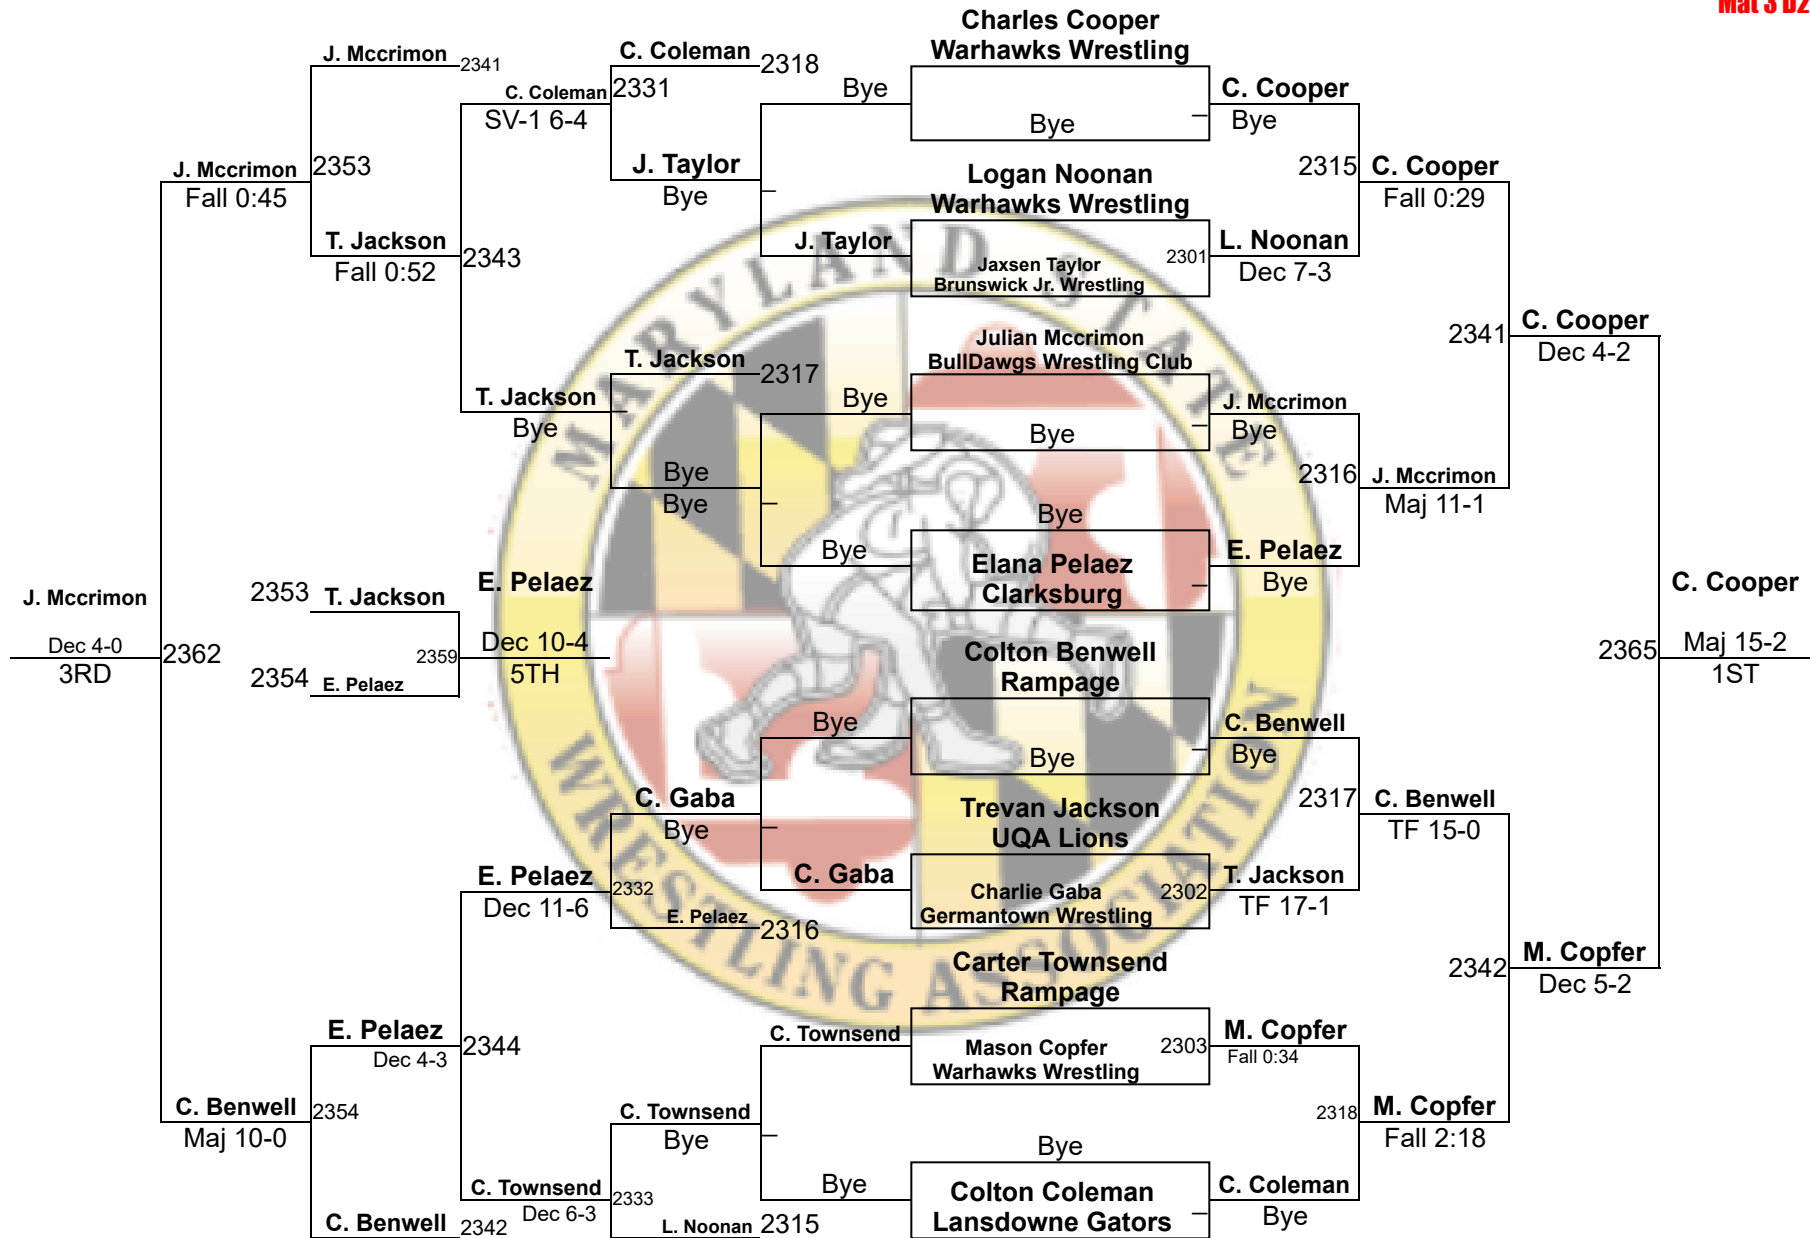 Mat 3 D2
Charles Cooper
Warhawks Wrestling
J. Mccrimon 2341
C. Coleman 2318
C. Coleman 2331
SV-1 6-4
Bye
Bye
C. Cooper
Bye
J. Mccrimon 2353
Fall 0:45
J. Taylor
Bye
Logan Noonan
Warhawks Wrestling
2315 C. Cooper
Fall 0:29
T. Jackson 2343
Fall 0:52
J. Taylor
Jaxsen Taylor
Brunswick Jr. Wrestling
2301 L. Noonan
Dec 7-3
Julian Mccrimon
BullDawgs Wrestling Club
2341 C. Cooper
Dec 4-2
T. Jackson 2317
T. Jackson
Bye
Bye
Bye
J. Mccrimon
Bye
Bye
Bye
2316 J. Mccrimon
Maj 11-1
Bye
Bye
Elana Pelaez
Clarksburg
E. Pelaez
Bye
J. Mccrimon
Dec 4-0
3RD
2362
2353 T. Jackson
2354 E. Pelaez
2359
E. Pelaez
Dec 10-4
5TH
C. Cooper
2365 Maj 15-2
1ST
Colton Benwell
Rampage
Bye
Bye
C. Benwell
Bye
C. Gaba
Bye
Trevan Jackson
UQA Lions
2317 C. Benwell
TF 15-0
E. Pelaez 2332
Dec 11-6
C. Gaba
Charlie Gaba
Germantown Wrestling
2302 T. Jackson
TF 17-1
E. Pelaez 2316
Carter Townsend
Rampage
2342 M. Copfer
Dec 5-2
E. Pelaez 2344
Dec 4-3
C. Townsend
Mason Copfer
Warhawks Wrestling
2303 M. Copfer
Fall 0:34
C. Benwell 2354
Maj 10-0
C. Townsend
Bye
2318 M. Copfer
Fall 2:18
Bye
C. Townsend 2333
Dec 6-3
Bye
Colton Coleman
Lansdowne Gators
C. Coleman
Bye
C. Benwell 2342
L. Noonan 2315
MARYLAND STATE
WRESTLING ASSOCIATION